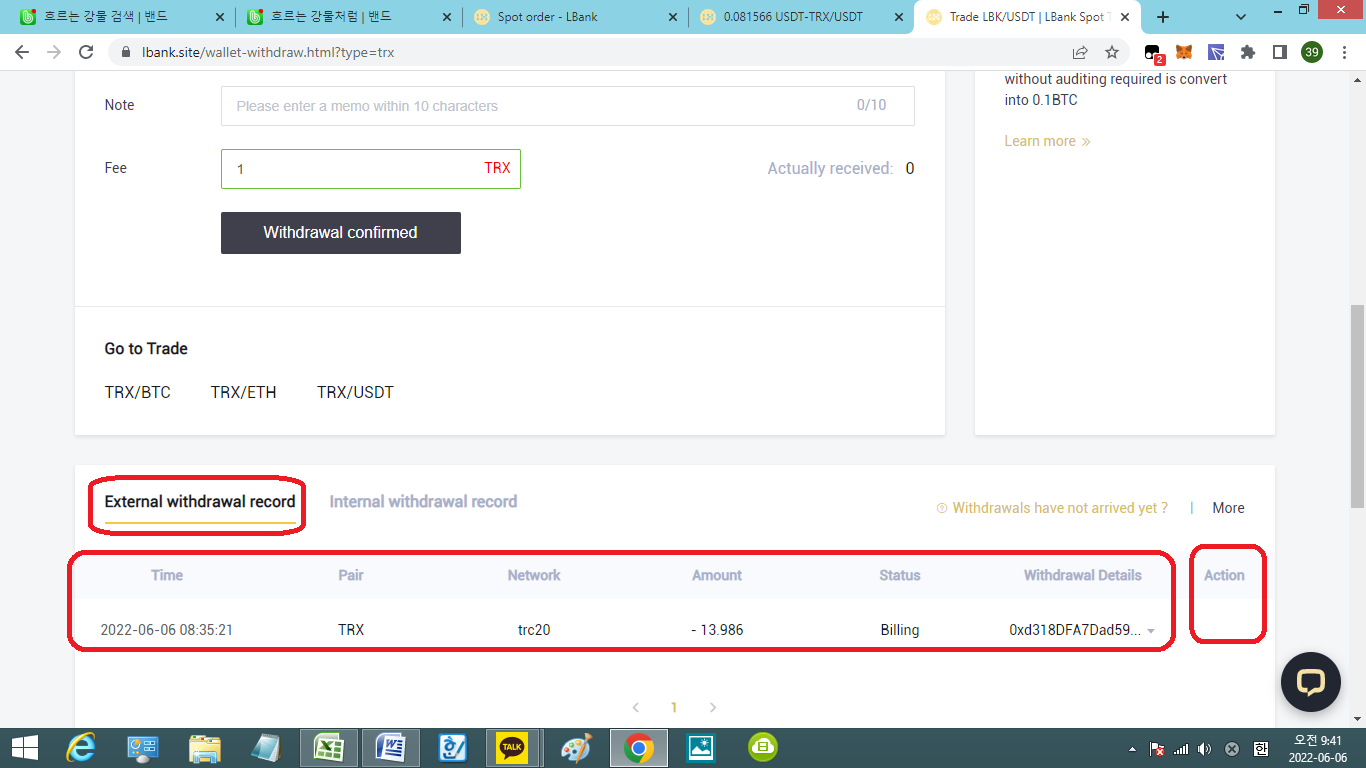 흐르는 강물 검색 | 밴드
흐르는 강물처럼 | 밴드
Spot order - LBank
0.081566 USDT-TRX/USDT
Trade LBK/USDT | LBank Spot T
lbank.site/wallet-withdraw.html?type=trx
2
39
without auditing required is convert
into 0.1BTC
Learn more »
Note
Please enter a memo within 10 characters
0/10
Fee
1
TRX
Actually received: 0
Withdrawal confirmed
Go to Trade
TRX/BTC TRX/ETH TRX/USDT
External withdrawal record
Internal withdrawal record
Withdrawals have not arrived yet ?
| More
Time Pair Network Amount Status Withdrawal Details Action
2022-06-06 08:35:21 TRX trc20 - 13.986 Billing 0xd318DFA7Dad59...
< 1 >
TALK
한
오전 9:41
2022-06-06